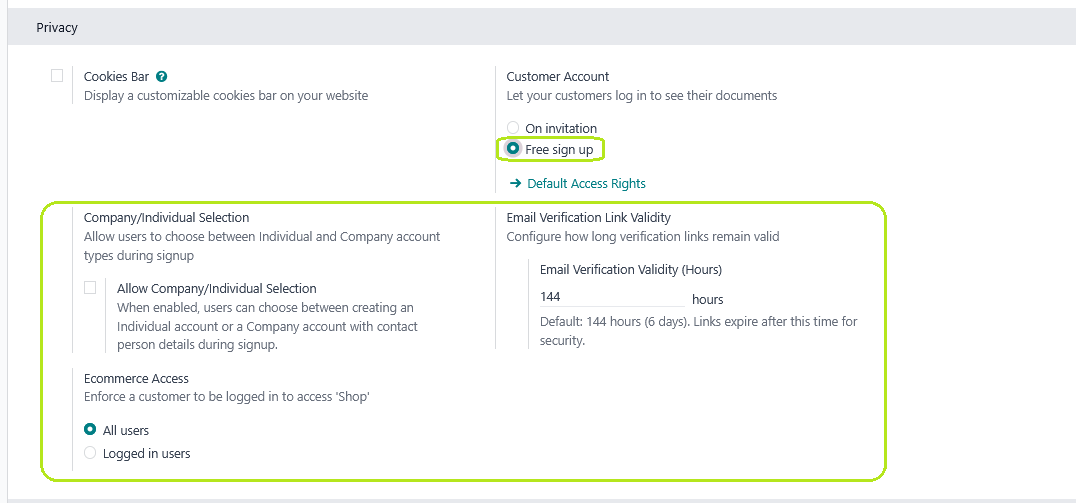 Privacy
Cookies Bar ?
Display a customizable cookies bar on your website
Customer Account
Let your customers log in to see their documents
On invitation
Free sign up
Default Access Rights
Company/Individual Selection
Allow users to choose between Individual and Company account
types during signup
Allow Company/Individual Selection
When enabled, users can choose between creating an
Individual account or a Company account with contact
person details during signup.
Email Verification Link Validity
Configure how long verification links remain valid
Email Verification Validity (Hours)
144 hours
Default: 144 hours (6 days). Links expire after this time for
security.
Ecommerce Access
Enforce a customer to be logged in to access 'Shop'
All users
Logged in users